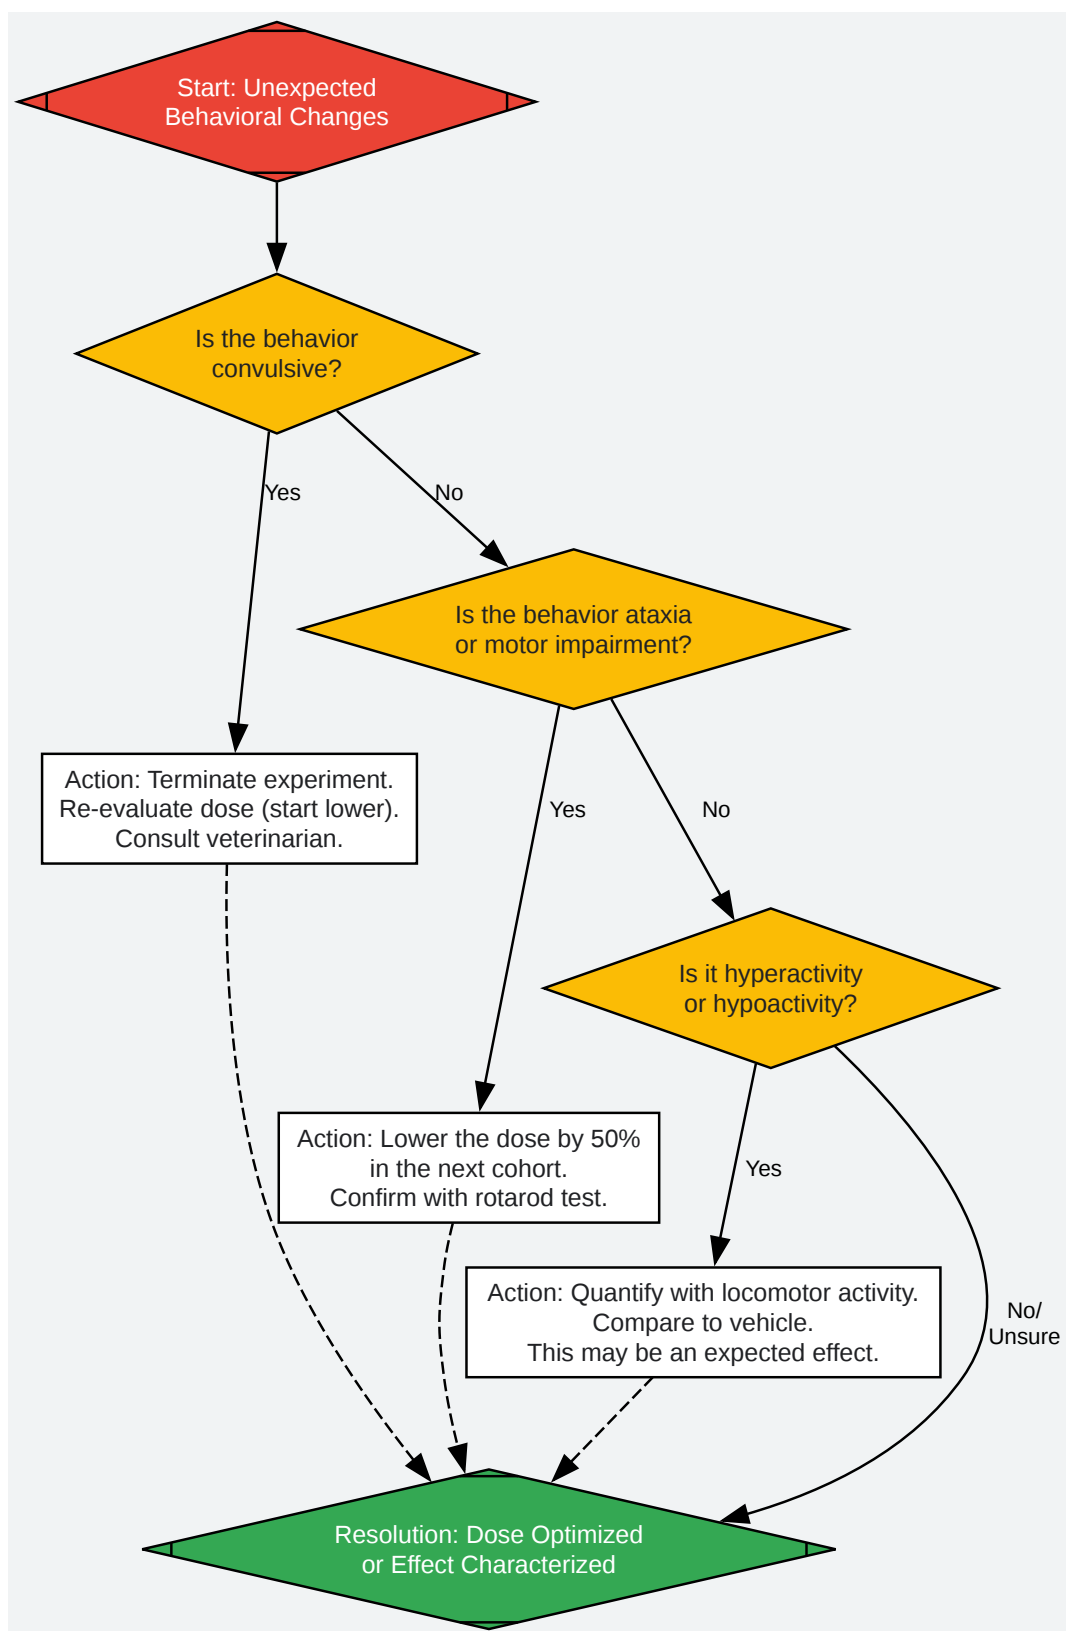 Start: Unexpected
Behavioral Changes
Is the behavior
convulsive?
Yes
No
Is the behavior ataxia
or motor impairment?
Action: Terminate experiment.
Re-evaluate dose (start lower).
Consult veterinarian.
Yes
No
Is it hyperactivity
or hypoactivity?
Action: Lower the dose by 50%
in the next cohort.
Confirm with rotarod test.
Yes
Action: Quantify with locomotor activity.
Compare to vehicle.
This may be an expected effect.
No/
Unsure
Resolution: Dose Optimized
or Effect Characterized